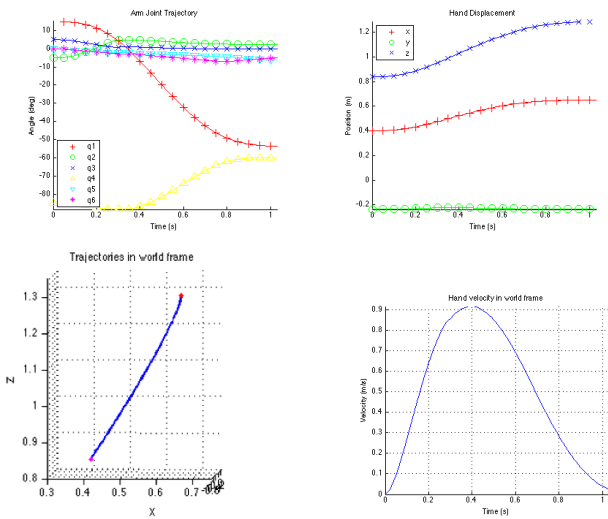 Arm Joint Trajectory
Angle (deg)
10
0
-10
-20
-30
-40
-50
-60
-70
-80
q1
q2
q3
q4
q5
q6
0
0.2
0.4
0.6
0.8
1
Time (s)
Hand Displacement
Position (m)
1.2
1
0.8
0.6
0.4
0.2
0
-0.2
x
y
z
0
0.2
0.4
0.6
0.8
1
Time (s)
Trajectories in world frame
Z
1.3
1.2
1.1
1
0.9
0.8
0.3
0.4
0.5
0.6
0.7
X
Hand velocity in world frame
Velocity (m/s)
0.9
0.8
0.7
0.6
0.5
0.4
0.3
0.2
0.1
0
0
0.2
0.4
0.6
0.8
1
Time (s)